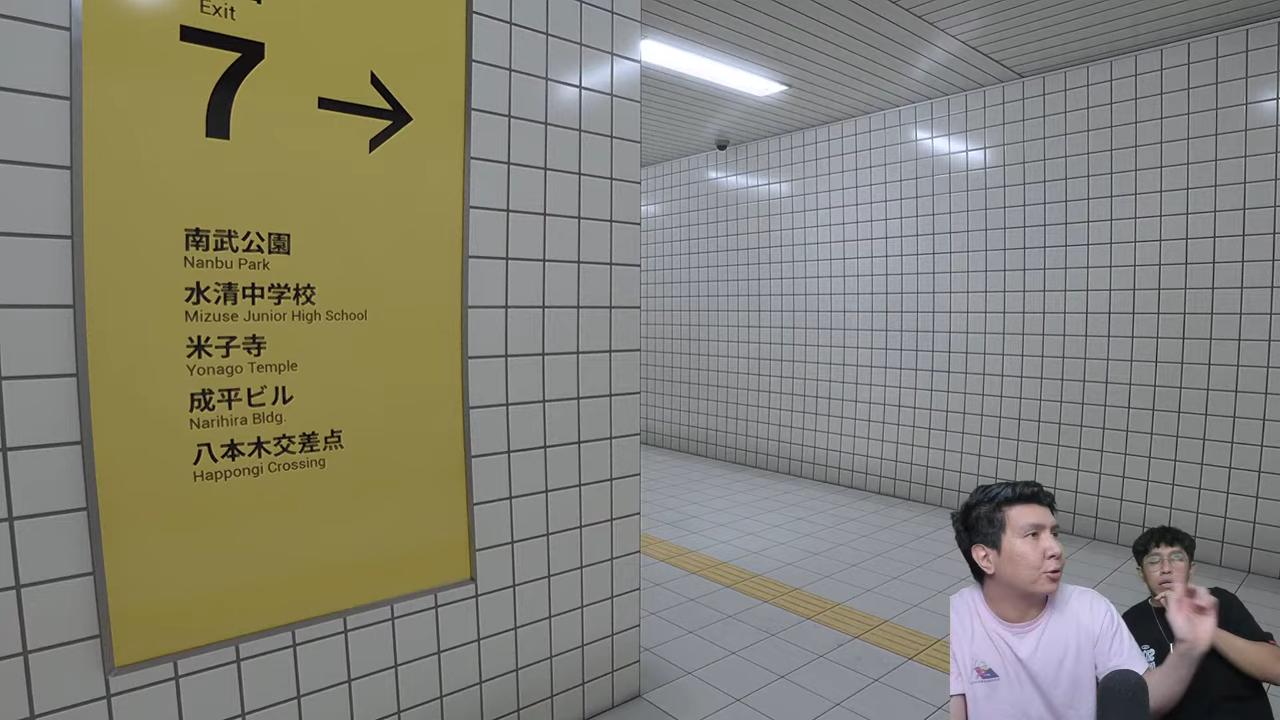 Exit
7
南武公園
Nanbu Park
水清中学校
Mizuse Junior High School
米子寺
Yonago Temple
成平ビル
Narihira Bldg.
八本木交差点
Happongi Crossing